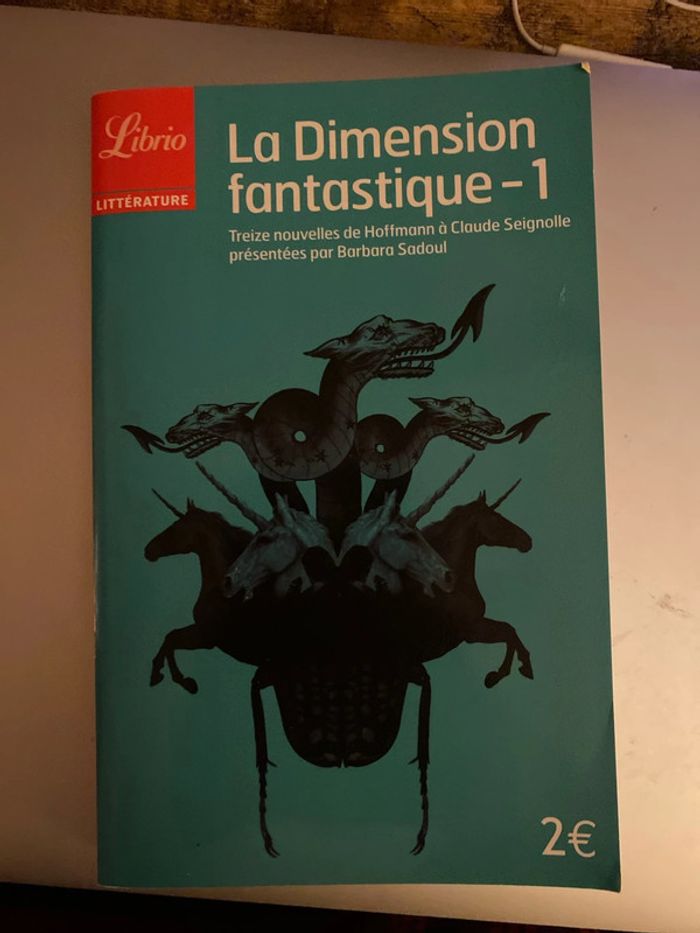 Librio
LITTÉRATURE
La Dimension
fantastique – 1
Treize nouvelles de Hoffmann à Claude Seignolle
présentées par Barbara Sadoul
2€